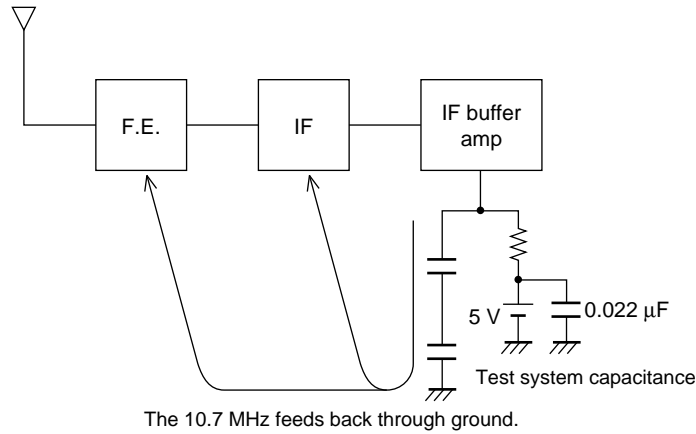 F.E.
IF
IF buffer
amp
5 V
0.022 µF
Test system capacitance
The 10.7 MHz feeds back through ground.